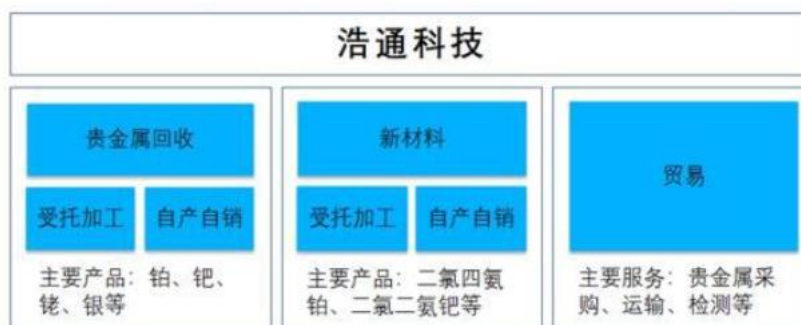 浩通科技
贵金属回收
受托加工
自产自销
主要产品：铂、钯、
铑、银等
新材料
受托加工
自产自销
主要产品：二氯四氨
铂、二氯二氨钯等
贸易
主要服务：贵金属采
购、运输、检测等